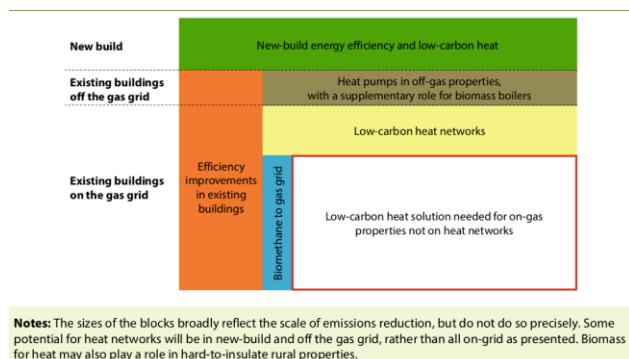 New build
New-build energy efficiency and low-carbon heat
Existing buildings
off the gas grid
Heat pumps in off-gas properties,
with a supplementary role for biomass boilers
Low-carbon heat networks
Existing buildings
on the gas grid
Efficiency
improvements
in existing
buildings
Biomethane to gas grid
Low-carbon heat solution needed for on-gas
properties not on heat networks
Notes: The sizes of the blocks broadly reflect the scale of emissions reduction, but do not do so precisely. Some
potential for heat networks will be in new-build and off the gas grid, rather than all on-grid as presented. Biomass
for heat may also play a role in hard-to-insulate rural properties.